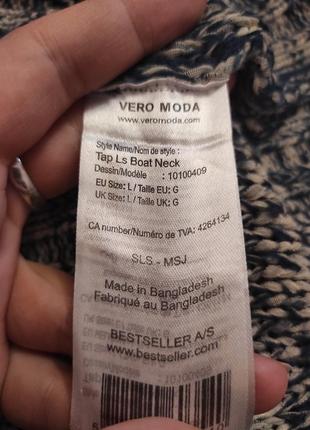 VERO MODA
www.veromoda.com
Style Name/Nom de style :
Tap Ls Boat Neck
Dessin/Modèle : 10100409
EU Size: L / Taille EU: G
UK Size: L / Taille UK: G
CA number/Numéro de TVA: 4264134
SLS - MSJ
Made in Bangladesh
Fabriqué au Bangladesh
BESTSELLER A/S
www.bestseller.com